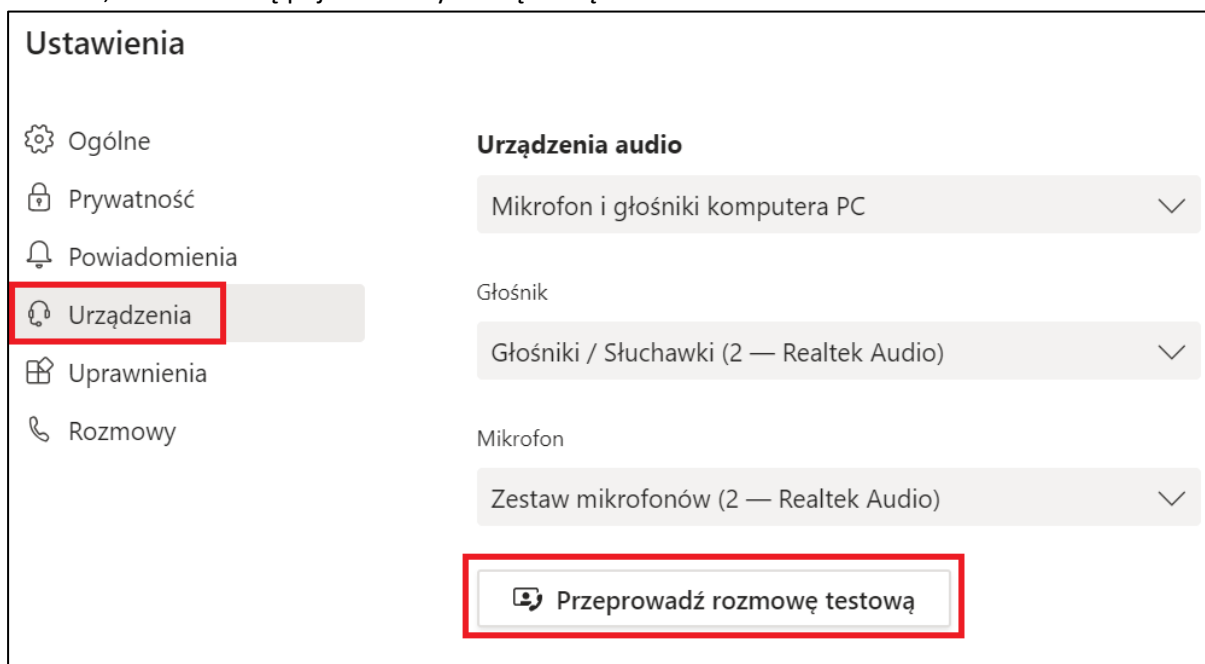 Ustawienia
Ogólne
Prywatność
Powiadomienia
Urządzenia
Uprawnienia
Rozmowy
Urządzenia audio
Mikrofon i głośniki komputera PC
Głośnik
Głośniki / Słuchawki (2 — Realtek Audio)
Mikrofon
Zestaw mikrofonów (2 — Realtek Audio)
Przeprowadź rozmowę testową